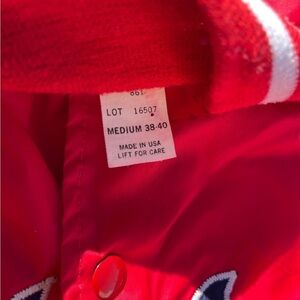 LOT 16507
MEDIUM 38-40
MADE IN USA
LIFT FOR CARE